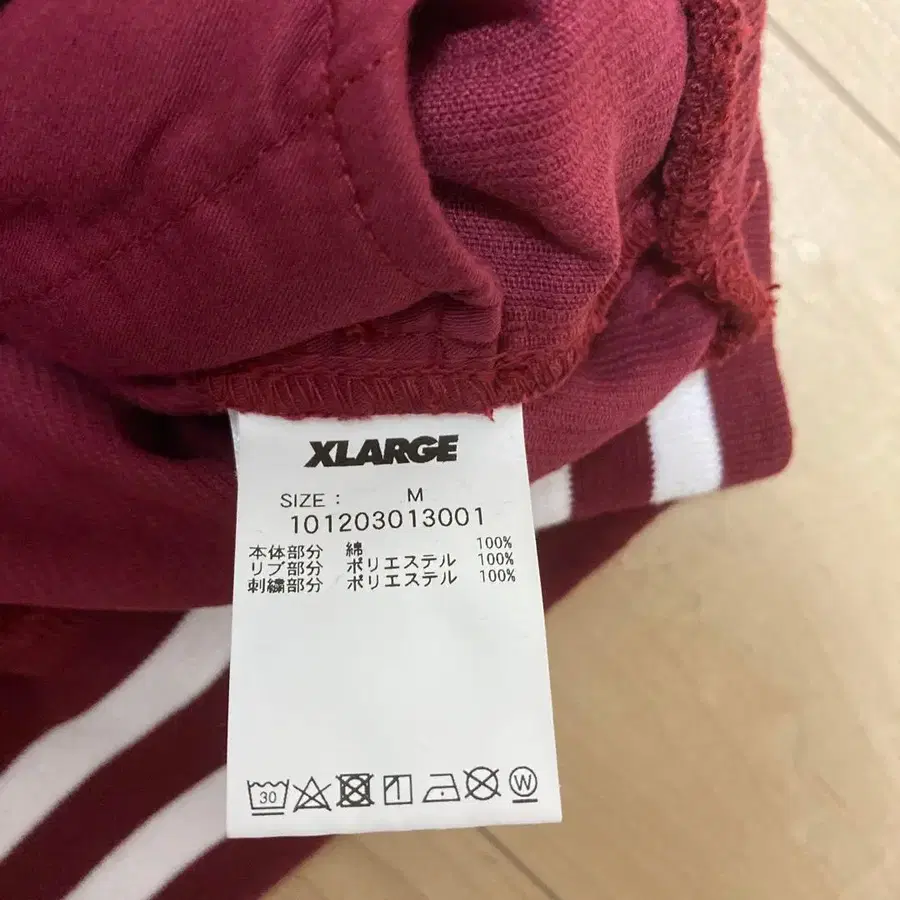 XLARGE
SIZE : M
101203013001
本体部分 綿 100%
リブ部分 ポリエステル 100%
刺繍部分 ポリエステル 100%
30 W